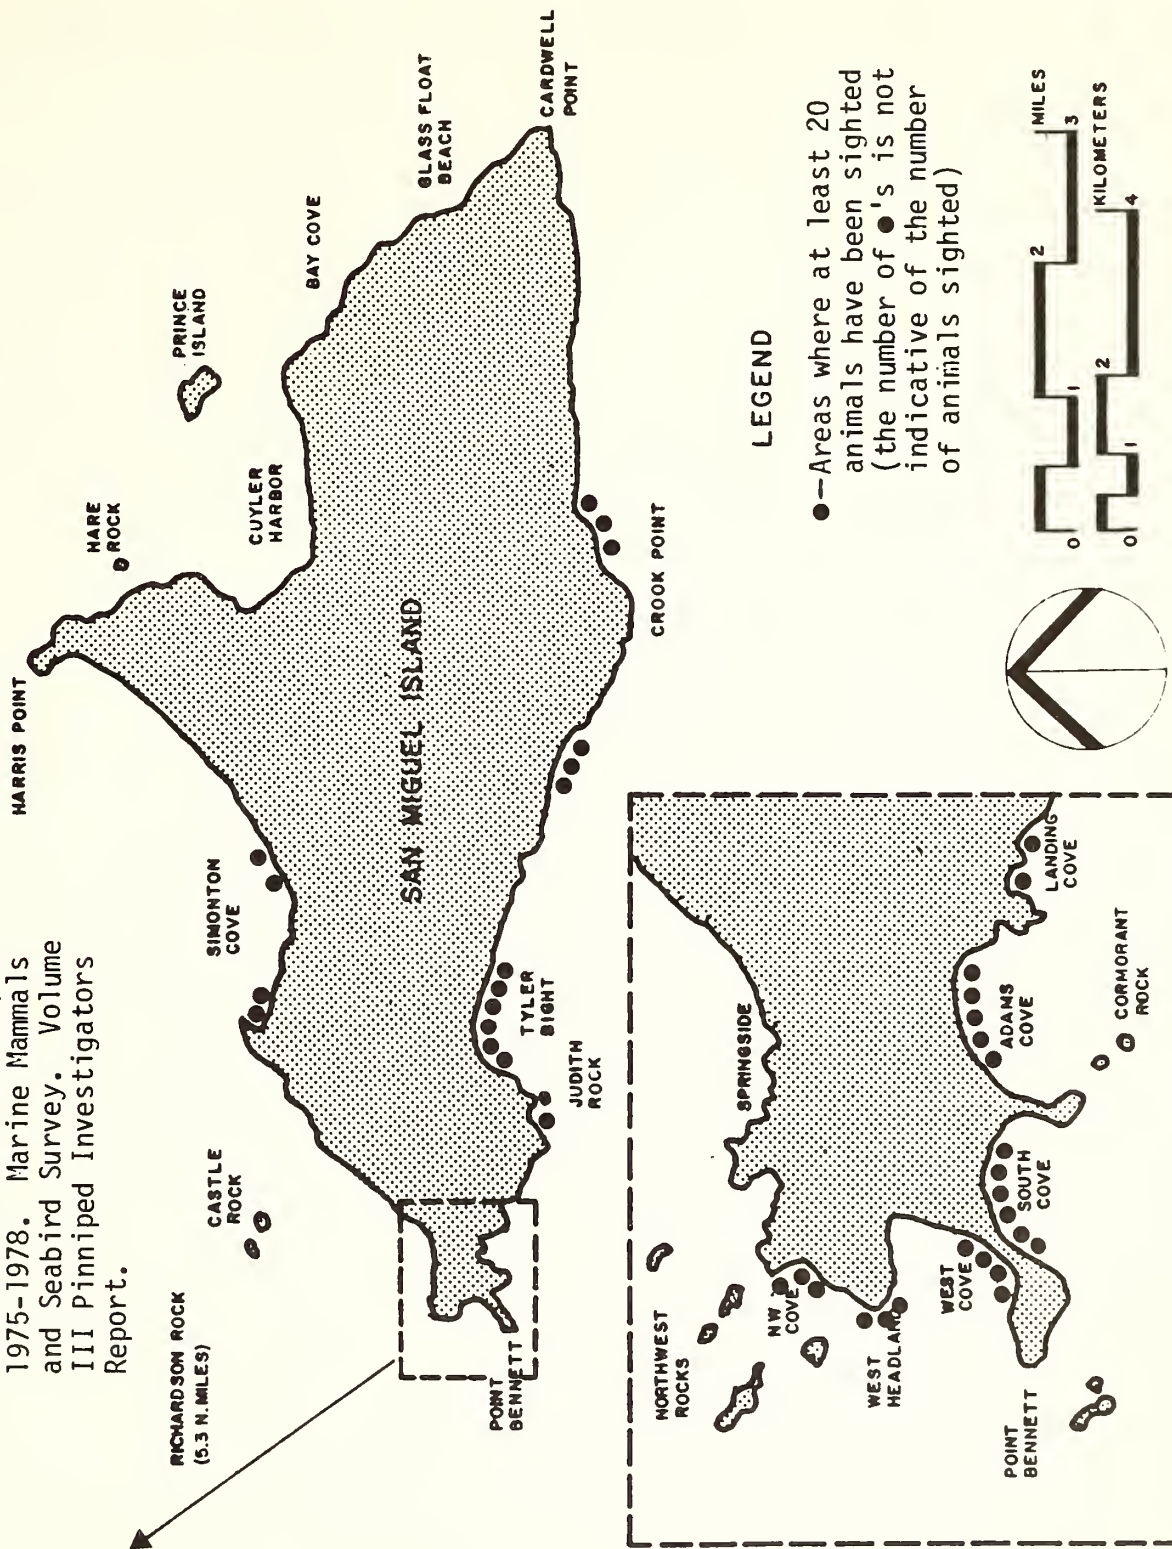 1975-1978. Marine Mammals
and Seabird Survey. Volume
III Pinniped Investigators
Report.
RICHARDSON ROCK
(5.3 N. MILES)
CASTLE
ROCK
SIMONTON
COVE
HARRIS POINT
HARE
ROCK
CUYLER
HARBOR
PRINCE
ISLAND
BAY COVE
GLASS FLOAT
BEACH
CARDWELL
POINT
SAN MIGUEL ISLAND
POINT
BENNETT
JUDITH
ROCK
TYLER
BIGHT
CROOK POINT
NORTHWEST
ROCKS
NW
COVE
WEST
HEADLAND
WEST
COVE
POINT
BENNETT
SPRINGSIDE
SOUTH
COVE
ADAMS
COVE
CORMORANT
ROCK
LANDING
COVE
LEGEND
●—Areas where at least 20
animals have been sighted
(the number of ●'s is not
indicative of the number
of animals sighted)
0 1 2 3 MILES
0 1 2 4 KILOMETERS